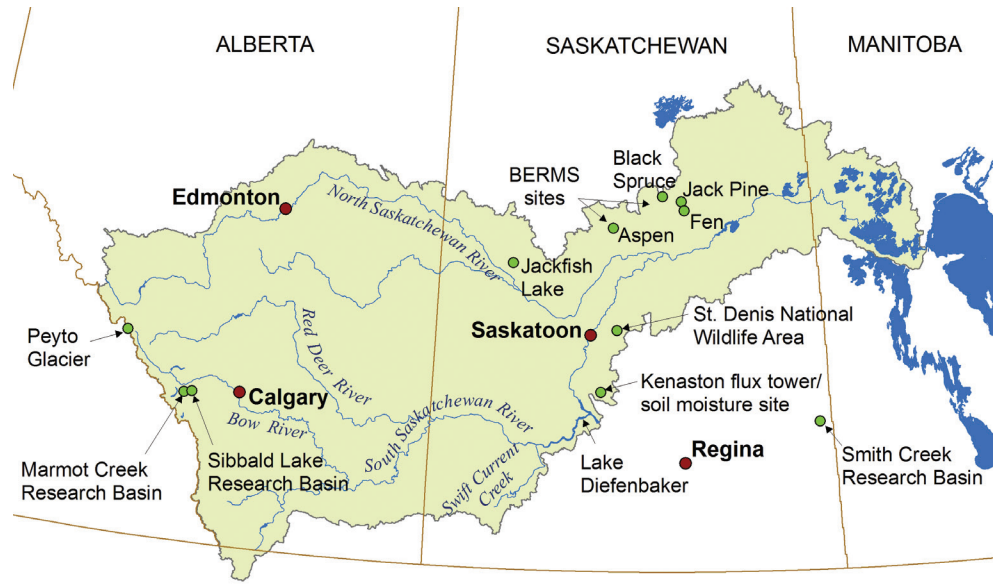 ALBERTA
SASKATCHEWAN
MANITOBA
Edmonton
North Saskatchewan River
BERMS
sites
Black
Spruce
Jack Pine
Fen
Aspen
Jackfish
Lake
Peyto
Glacier
Red Deer River
Saskatoon
St. Denis National
Wildlife Area
Calgary
Bow River
South Saskatchewan River
Kenaston flux tower/
soil moisture site
Marmot Creek
Research Basin
Sibbald Lake
Research Basin
Swift Current
Creek
Lake
Diefenbaker
Regina
Smith Creek
Research Basin